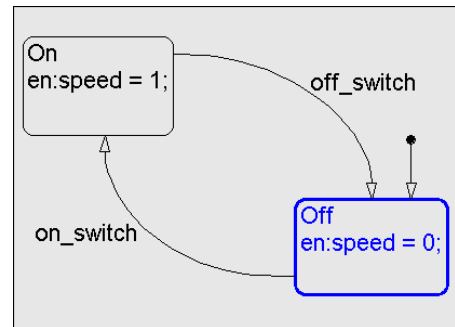 On
en:speed = 1;
off_switch
on_switch
Off
en:speed = 0;